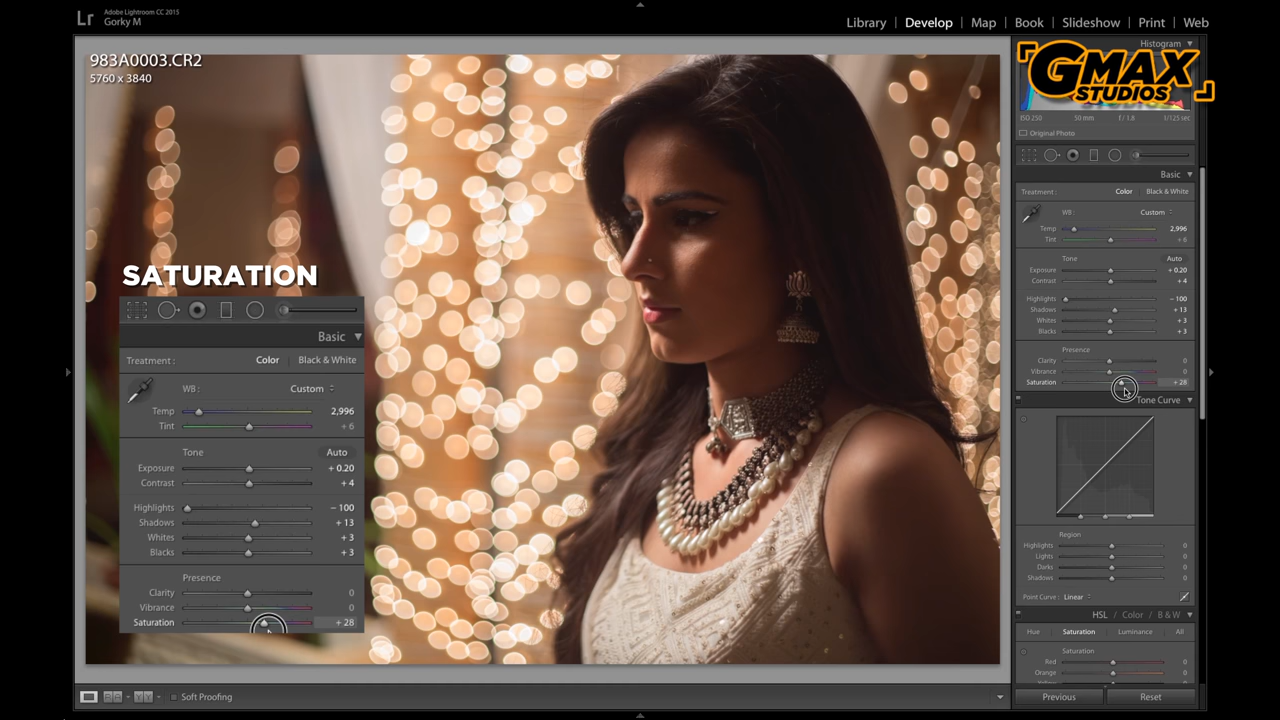 Lr
Adobe Lightroom CC 2015
Gorky M
Library | Develop | Map | Book | Slideshow | Print | Web
983A0003.CR2
5760 x 3840
SATURATION
Basic
Treatment : Color Black & White
WB : Custom
Temp 2,996
Tint + 6
Tone Auto
Exposure + 0.20
Contrast + 4
Highlights − 100
Shadows + 13
Whites + 3
Blacks + 3
Presence
Clarity 0
Vibrance 0
Saturation + 28
Soft Proofing
Histogram
GMAX
STUDIOS
ISO 250 50 mm f / 1.8 1/125 sec
Original Photo
Basic
Treatment : Color Black & White
WB : Custom
Temp 2,996
Tint + 6
Tone Auto
Exposure + 0.20
Contrast + 4
Highlights − 100
Shadows + 13
Whites + 3
Blacks + 3
Presence
Clarity 0
Vibrance 0
Saturation + 28
Tone Curve
Region
Highlights 0
Lights 0
Darks 0
Shadows 0
Point Curve : Linear
HSL / Color / B & W
Hue Saturation Luminance All
Saturation
Red 0
Orange 0
Previous Reset